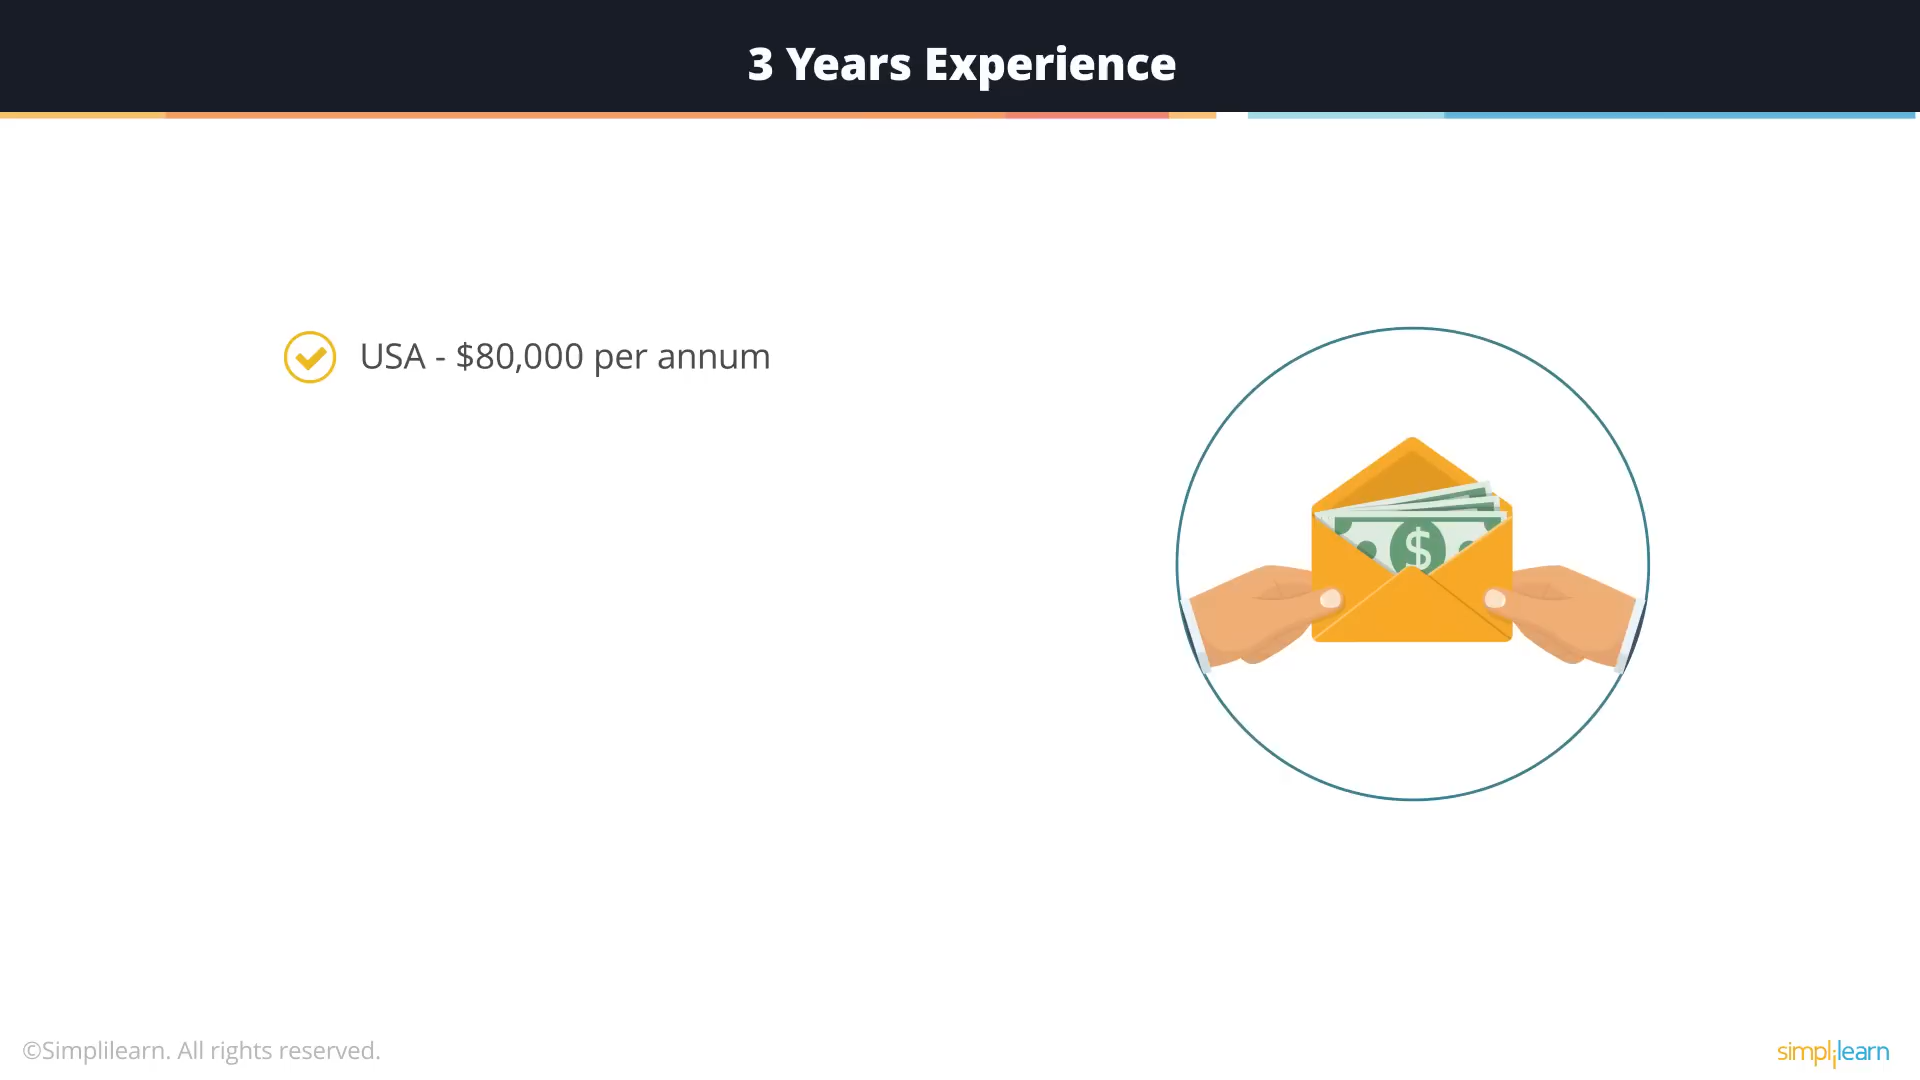 3 Years Experience
USA - $80,000 per annum
$
©Simplilearn. All rights reserved.
simplilearn